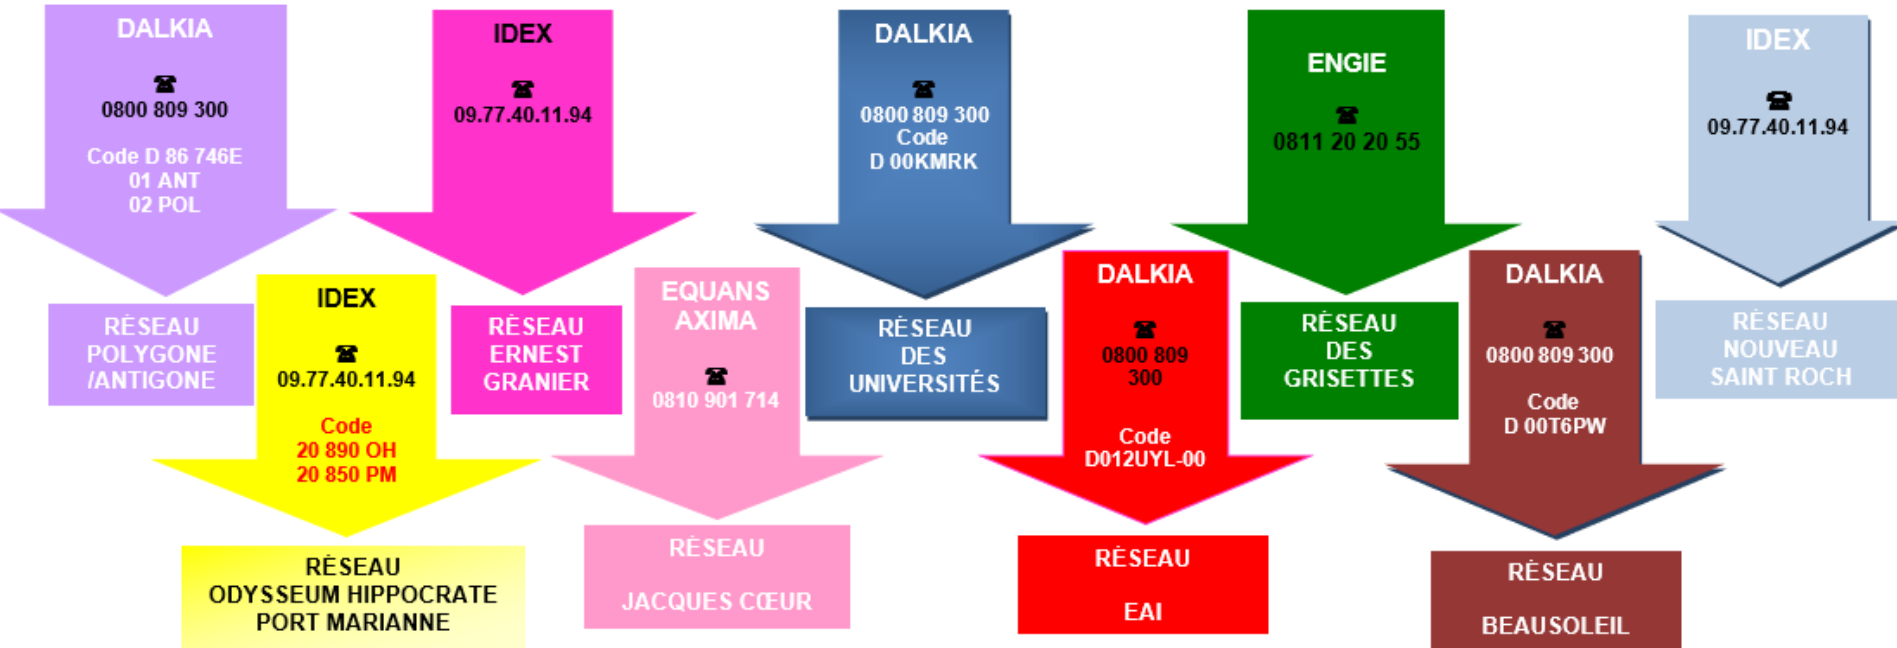 DALKIA
☎
0800 809 300
Code D 86 746E
01 ANT
02 POL
RÉSEAU
POLYGONE
/ANTIGONE
IDEX
☎
09.77.40.11.94
Code
20 890 OH
20 850 PM
RÉSEAU
ODYSSEUM HIPPOCRATE
PORT MARIANNE
IDEX
☎
09.77.40.11.94
RÉSEAU
ERNEST
GRANIER
EQUANS
AXIMA
☎
0810 901 714
RÉSEAU
JACQUES CŒUR
DALKIA
☎
0800 809 300
Code
D 00KMRK
RÉSEAU
DES
UNIVERSITÉS
DALKIA
☎
0800 809
300
Code
D012UYL-00
RÉSEAU
EAI
ENGIE
☎
0811 20 20 55
RÉSEAU
DES
GRISETTES
DALKIA
☎
0800 809 300
Code
D 00T6PW
RÉSEAU
BEAUSOLEIL
IDEX
☎
09.77.40.11.94
RÉSEAU
NOUVEAU
SAINT ROCH